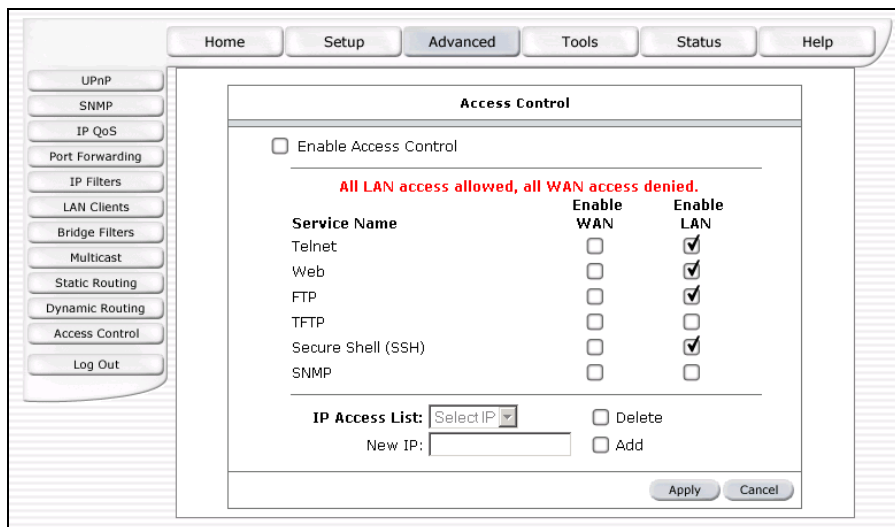 Home Setup Advanced Tools Status Help
UPnP
SNMP
IP QoS
Port Forwarding
IP Filters
LAN Clients
Bridge Filters
Multicast
Static Routing
Dynamic Routing
Access Control
Log Out
Access Control
Enable Access Control
All LAN access allowed, all WAN access denied.
Service Name Enable WAN Enable LAN
Telnet
Web
FTP
TFTP
Secure Shell (SSH)
SNMP
IP Access List: Select IP Delete
New IP: Add
Apply Cancel